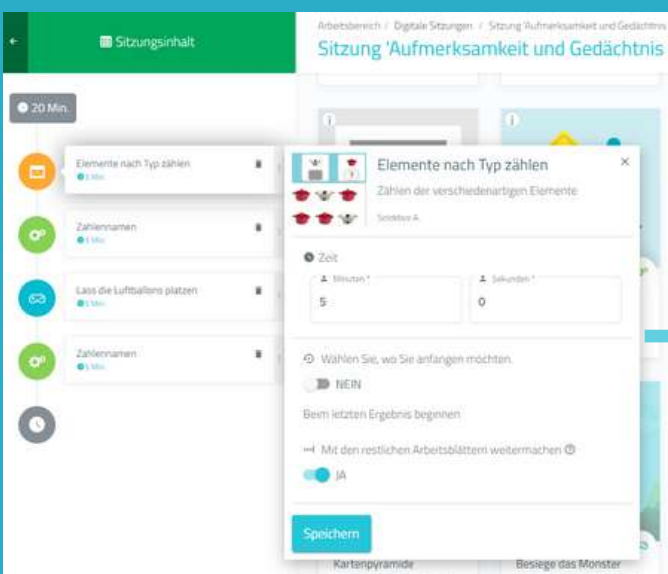 Sitzungsinhalt
Arbeitsbereich / Digitale Sitzungen / Sitzung 'Aufmerksamkeit und Gedächtnis
Sitzung 'Aufmerksamkeit und Gedächtnis
20 Min.
Elemente nach Typ zählen
5 Min.
Zahlennamen
5 Min.
Lass die Luftballons platzen
5 Min.
Zahlennamen
5 Min.
Elemente nach Typ zählen
×
Zählen der verschiedenartigen Elemente
Selektive A.
Zeit
Minuten *
5
Sekunden *
0
Wählen Sie, wo Sie anfangen möchten.
NEIN
Beim letzten Ergebnis beginnen
Mit den restlichen Arbeitsblättern weitermachen
JA
Speichern
Kartenpyramide
Besiege das Monster